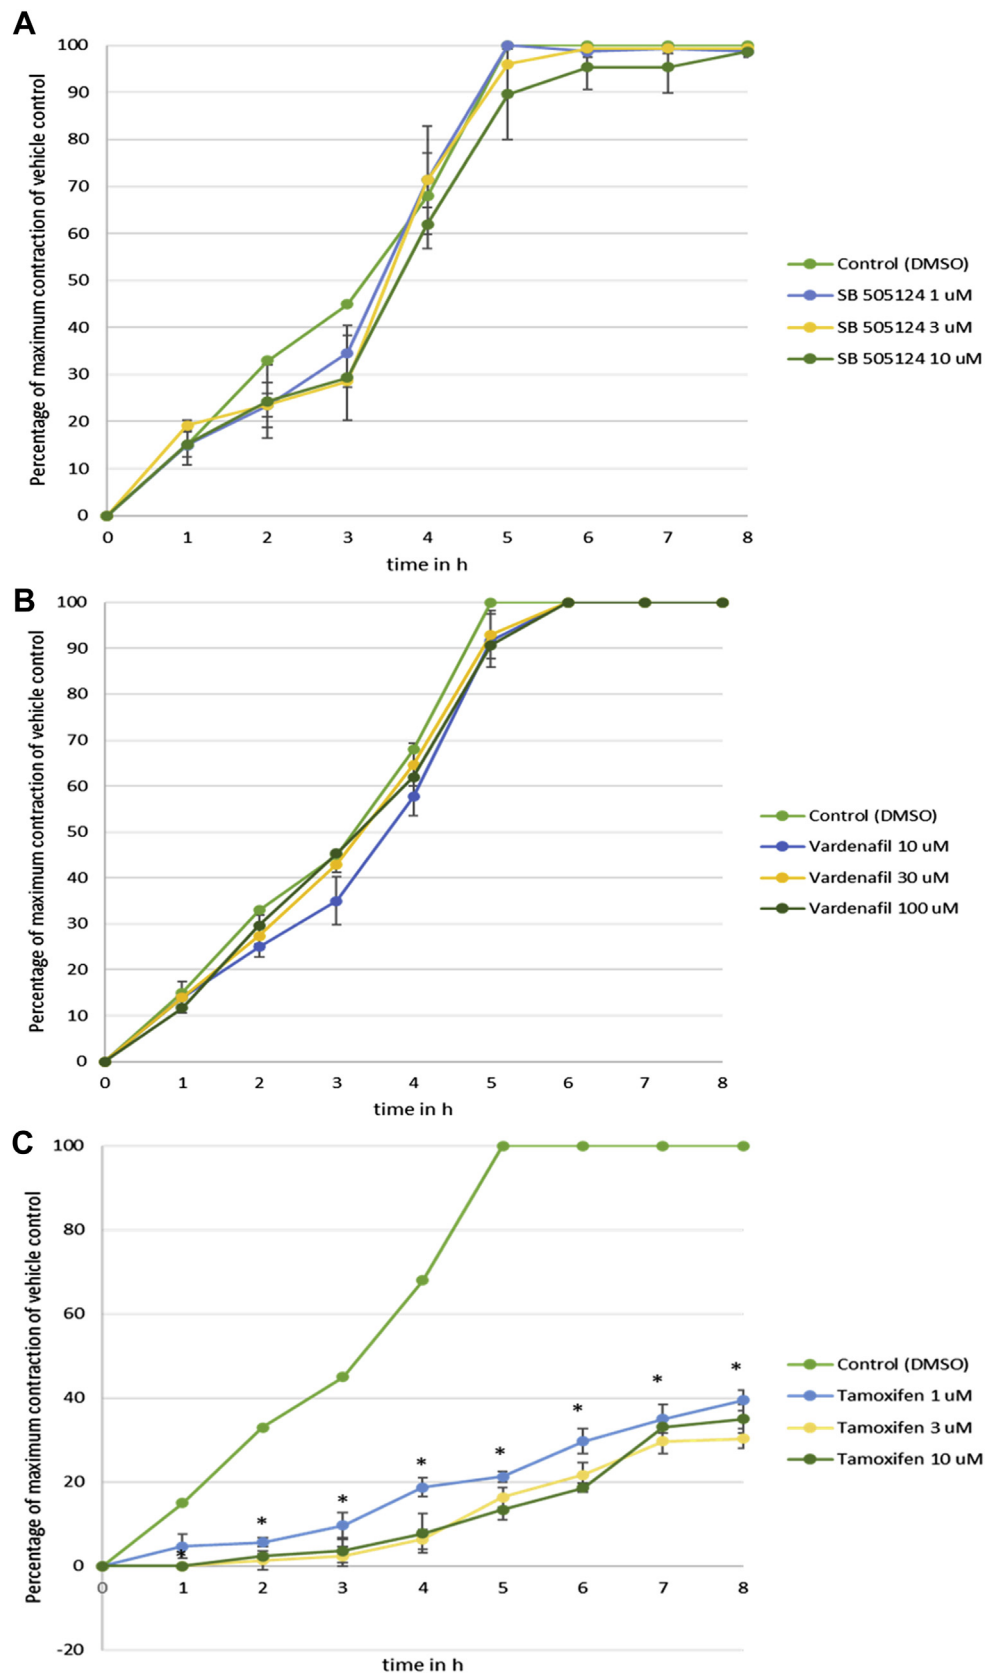 A
Percentage of maximum contraction of vehicle control
100
90
80
70
60
50
40
30
20
10
0
0 1 2 3 4 5 6 7 8
time in h
Control (DMSO)
SB 505124 1 uM
SB 505124 3 uM
SB 505124 10 uM
B
Percentage of maximum contraction of vehicle control
100
90
80
70
60
50
40
30
20
10
0
0 1 2 3 4 5 6 7 8
time in h
Control (DMSO)
Vardenafil 10 uM
Vardenafil 30 uM
Vardenafil 100 uM
C
Percentage of maximum contraction of vehicle control
100
80
60
40
20
0
-20
* * * * * * * *
0 1 2 3 4 5 6 7 8
time in h
Control (DMSO)
Tamoxifen 1 uM
Tamoxifen 3 uM
Tamoxifen 10 uM